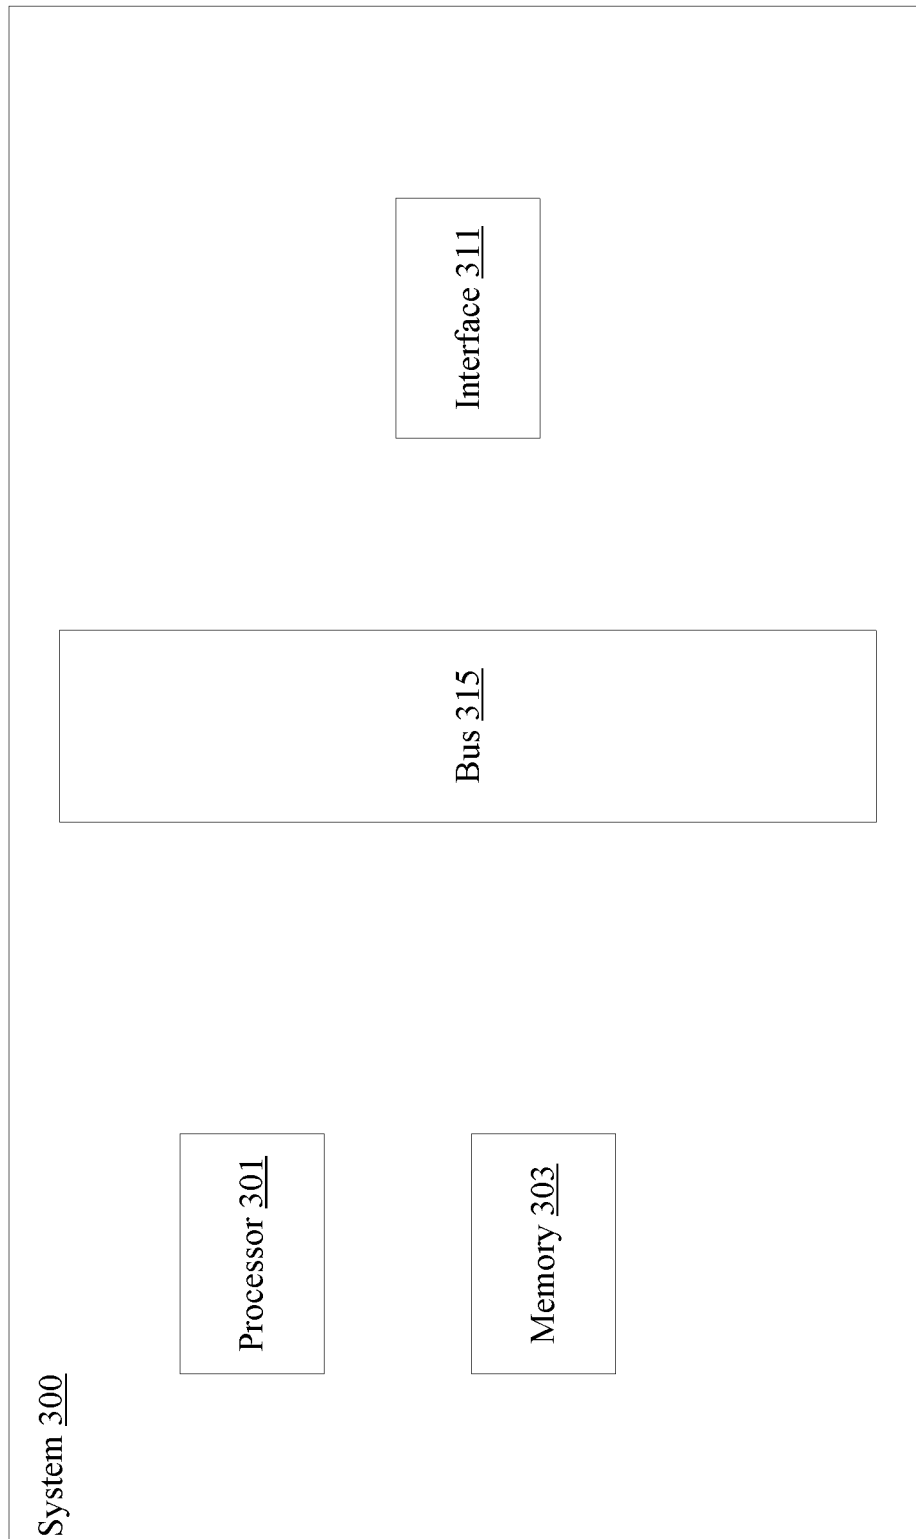 System 300
Processor 301
Memory 303
Bus 315
Interface 311